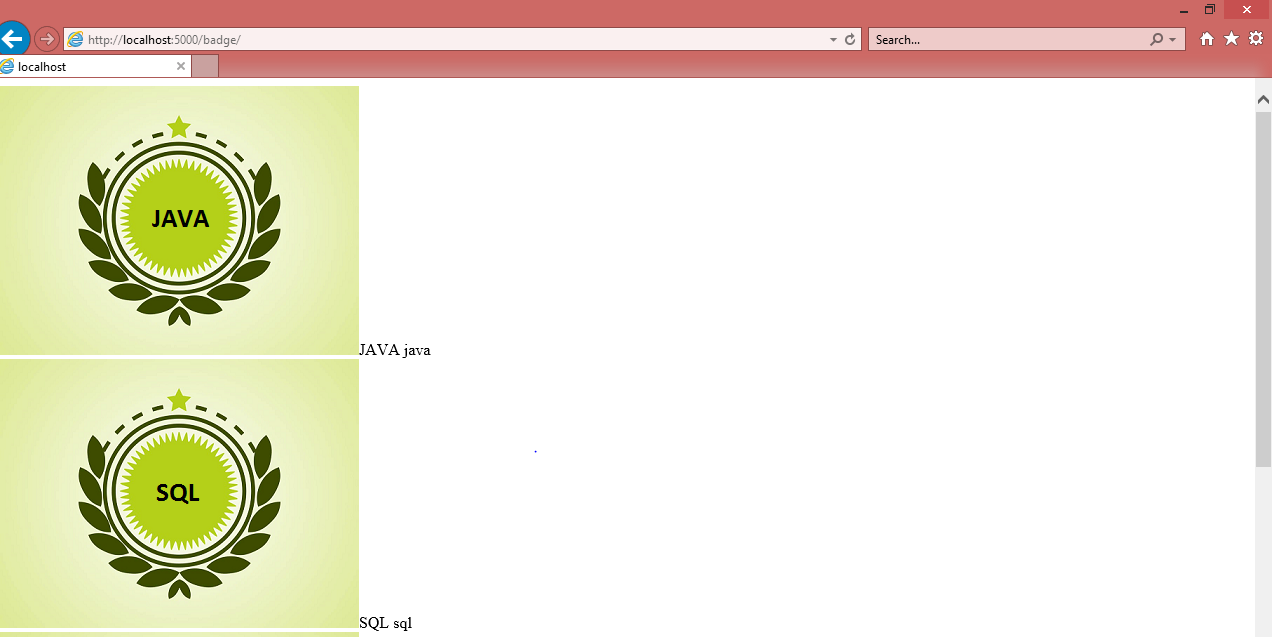 http://localhost:5000/badge/
Search...
localhost
JAVA
JAVA java
SQL
SQL sql